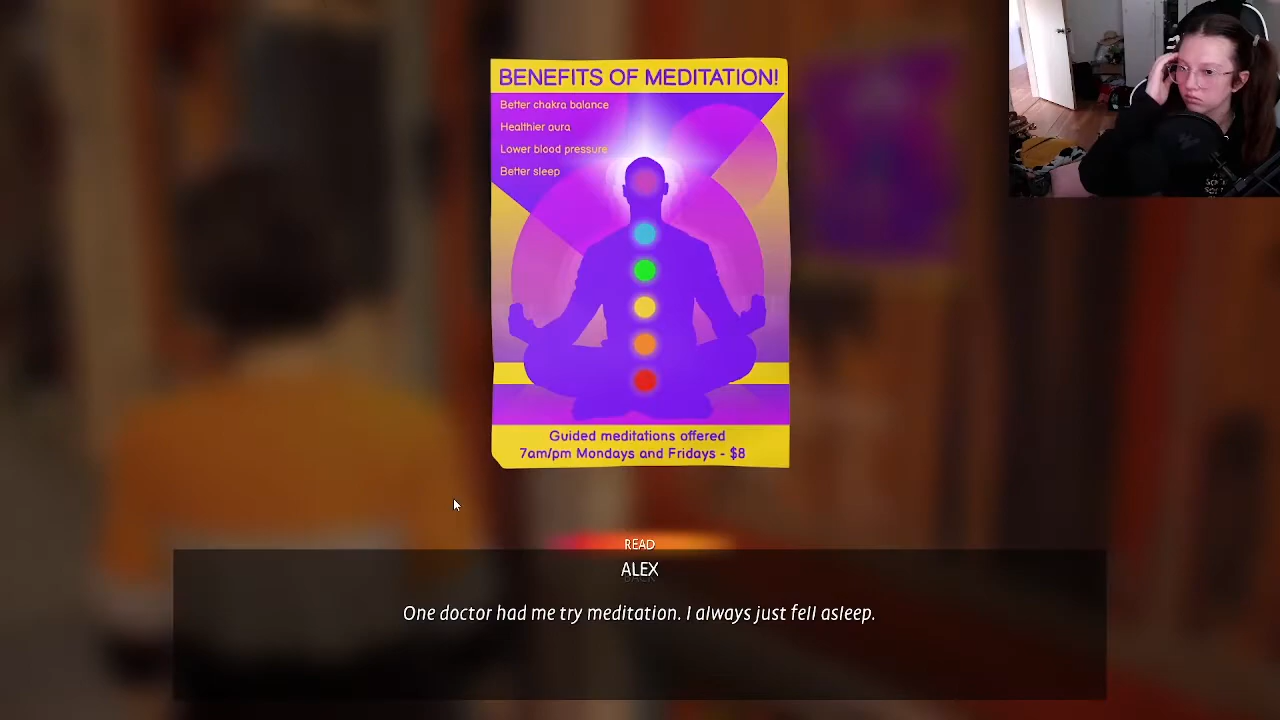 BENEFITS OF MEDITATION!
Better chakra balance
Healthier aura
Lower blood pressure
Better sleep
Guided meditations offered
7am/pm Mondays and Fridays - $8
READ
ALEX
One doctor had me try meditation. I always just fell asleep.